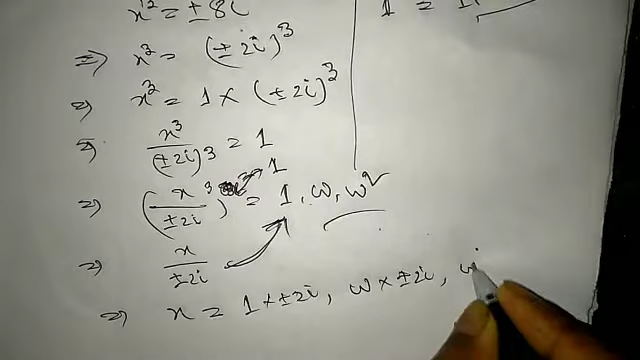 x³ = ±8i
⇒ x³ = (±2i)³
⇒ x³ = 1 × (±2i)³
⇒ x³/(±2i)³ = 1
⇒ (x/±2i)³ = 1, ω, ω²
1
⇒ x/±2i
⇒ x = 1×±2i, ω×±2i, ω